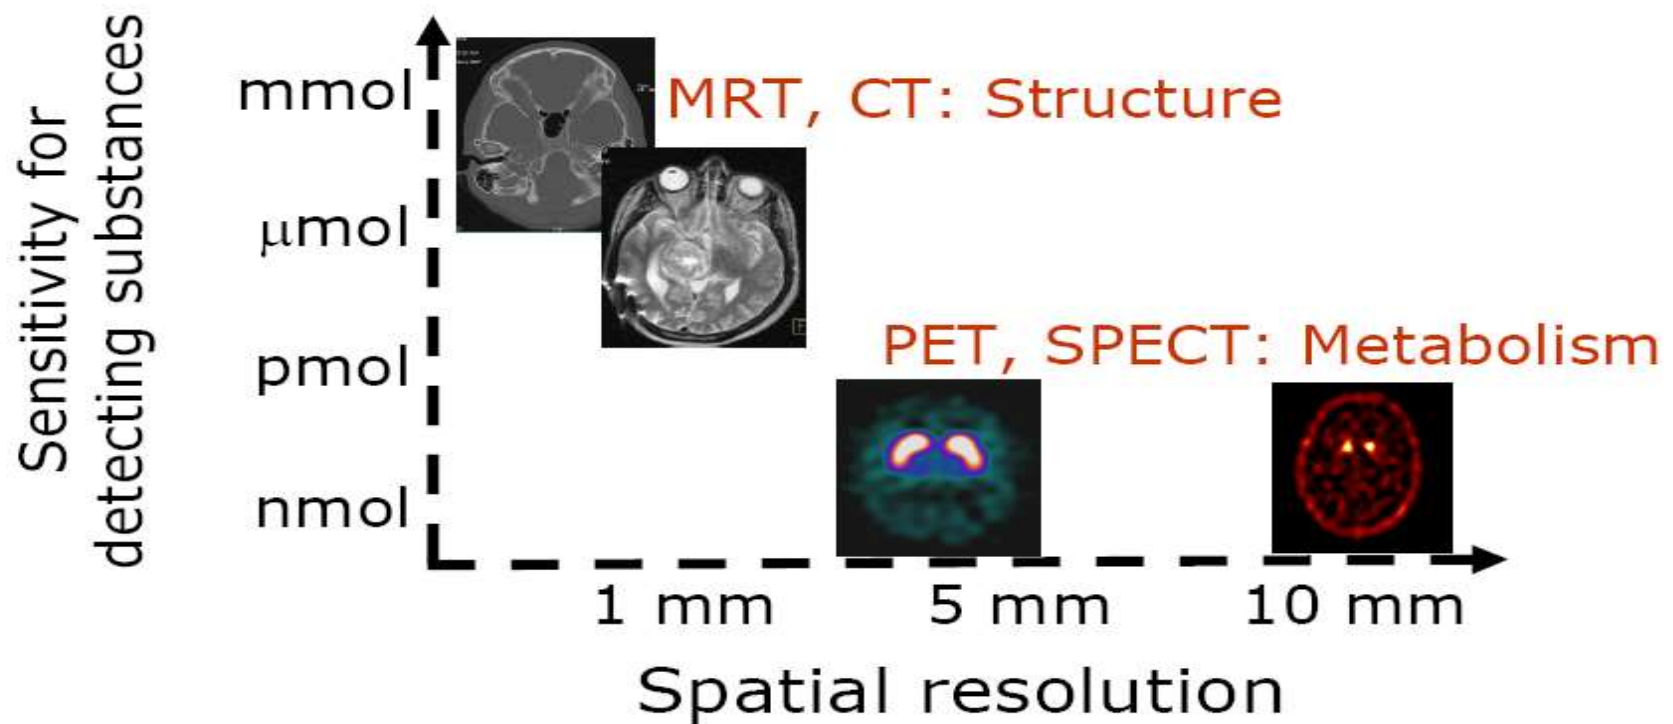 Sensitivity for
detecting substances
mmol
μmol
pmol
nmol
MRT, CT: Structure
PET, SPECT: Metabolism
1 mm
5 mm
10 mm
Spatial resolution